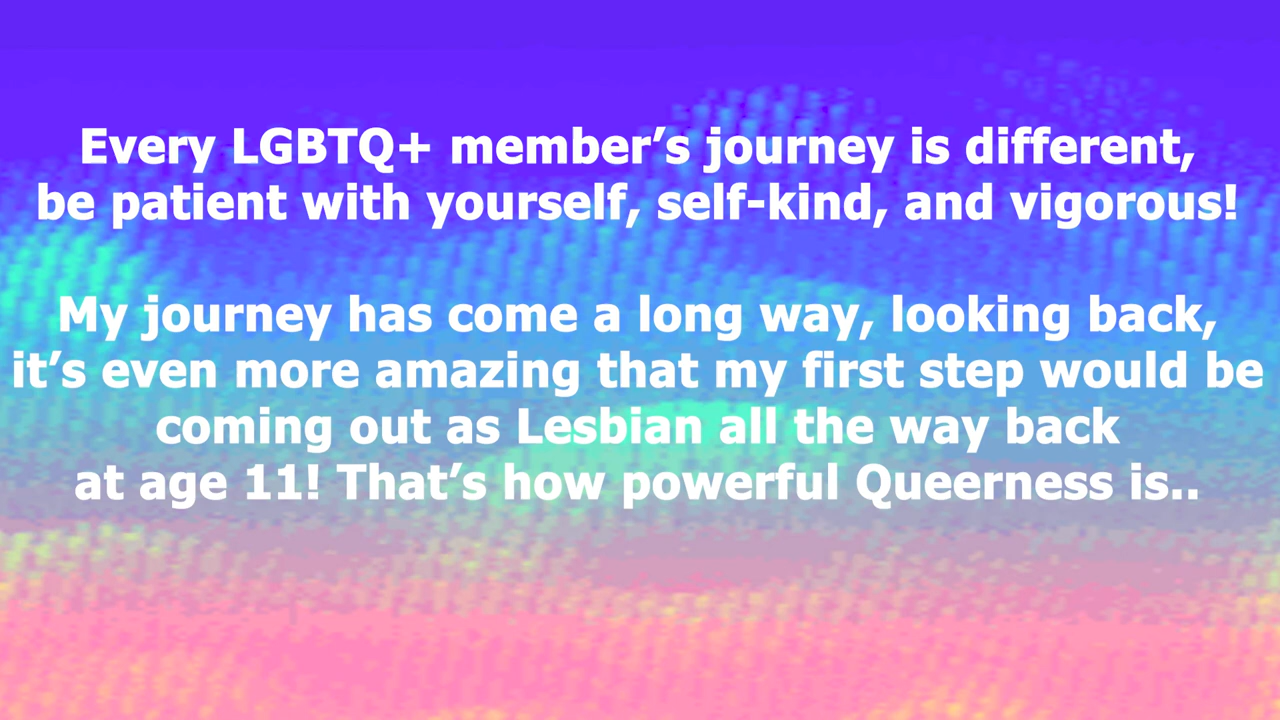 Every LGBTQ+ member’s journey is different,
be patient with yourself, self-kind, and vigorous!
My journey has come a long way, looking back,
it’s even more amazing that my first step would be
coming out as Lesbian all the way back
at age 11! That’s how powerful Queerness is..